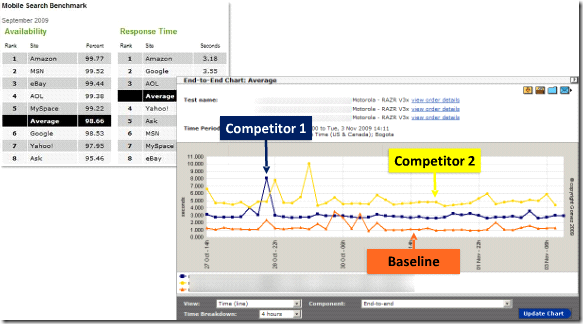 Mobile Search Benchmark
September 2009
Availability
Rank Site Percent
1 Amazon 99.77
2 MSN 99.52
3 eBay 99.44
4 AOL 99.38
5 MySpace 99.22
Average 98.66
6 Google 98.53
7 Yahoo! 97.95
8 Ask 95.46
Response Time
Rank Site Seconds
1 Amazon 3.18
2 Google 3.55
3 AOL
Average
4 Yahoo!
5 Ask
6 MSN
7 MySpace
8 eBay
End-to-End Chart: Average
Test name:
Motorola - RAZR V3x view order details
Motorola - RAZR V3x view order details
Motorola - RAZR V3x view order details
Time Period
00 to Tue, 3 Nov 2009 14:11
Time (US & Canada); Bogota
Competitor 1
Competitor 2
Baseline
seconds
11.000
10.000
9.000
8.000
7.000
6.000
5.000
4.000
3.000
2.000
1.000
0.000
27 Oct - 14h
28 Oct - 22h
30 Oct - 06h
14h
01 Nov - 22h
03 Nov - 06h
©copyright Gomez 2009
View: Time (line)
Component: End-to-end
Time Breakdown: 4 hours
Update Chart